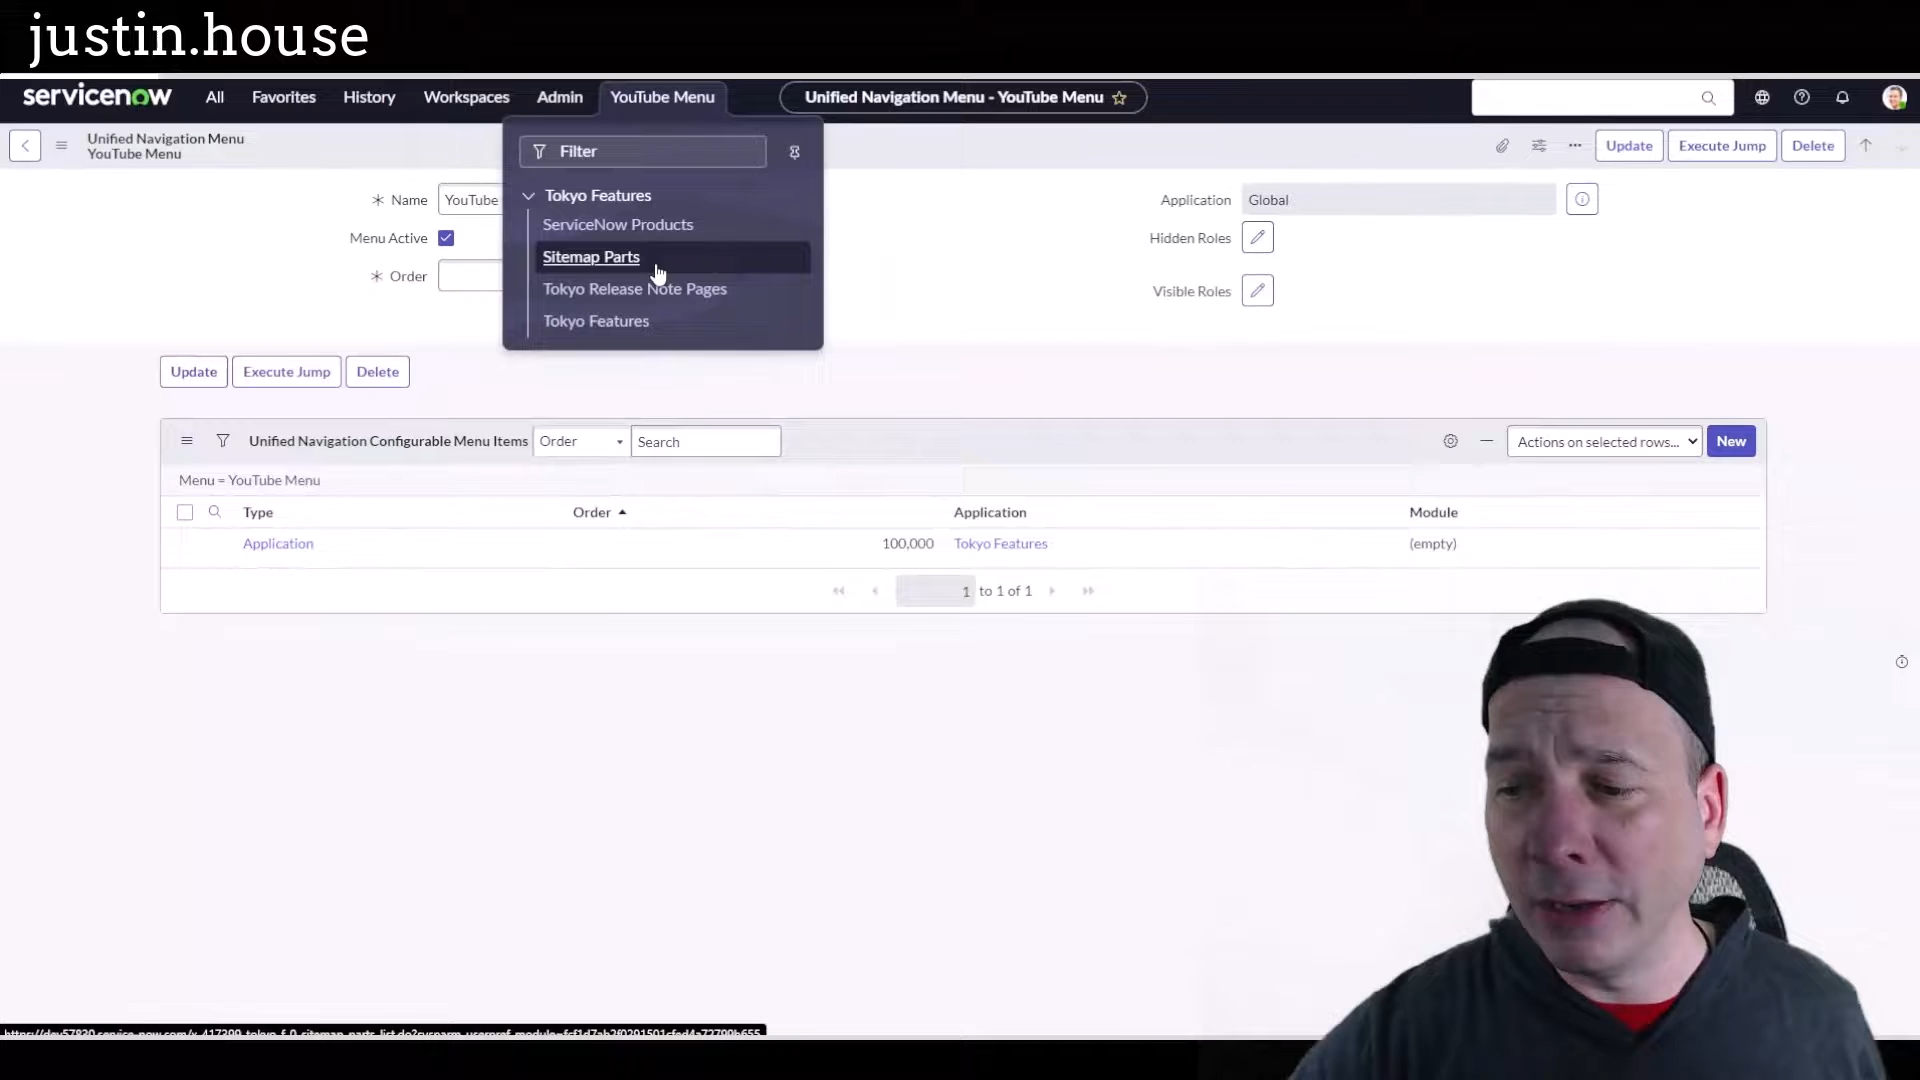 justin.house
servicenow All Favorites History Workspaces Admin YouTube Menu Unified Navigation Menu - YouTube Menu
Unified Navigation Menu
YouTube Menu
Update Execute Jump Delete
Filter
Tokyo Features
ServiceNow Products
Sitemap Parts
Tokyo Release Note Pages
Tokyo Features
Name YouTube
Menu Active
Order
Application Global
Hidden Roles
Visible Roles
Update Execute Jump Delete
Unified Navigation Configurable Menu Items Order Search Actions on selected rows... New
Menu = YouTube Menu
Type Order Application Module
Application 100,000 Tokyo Features (empty)
1 to 1 of 1